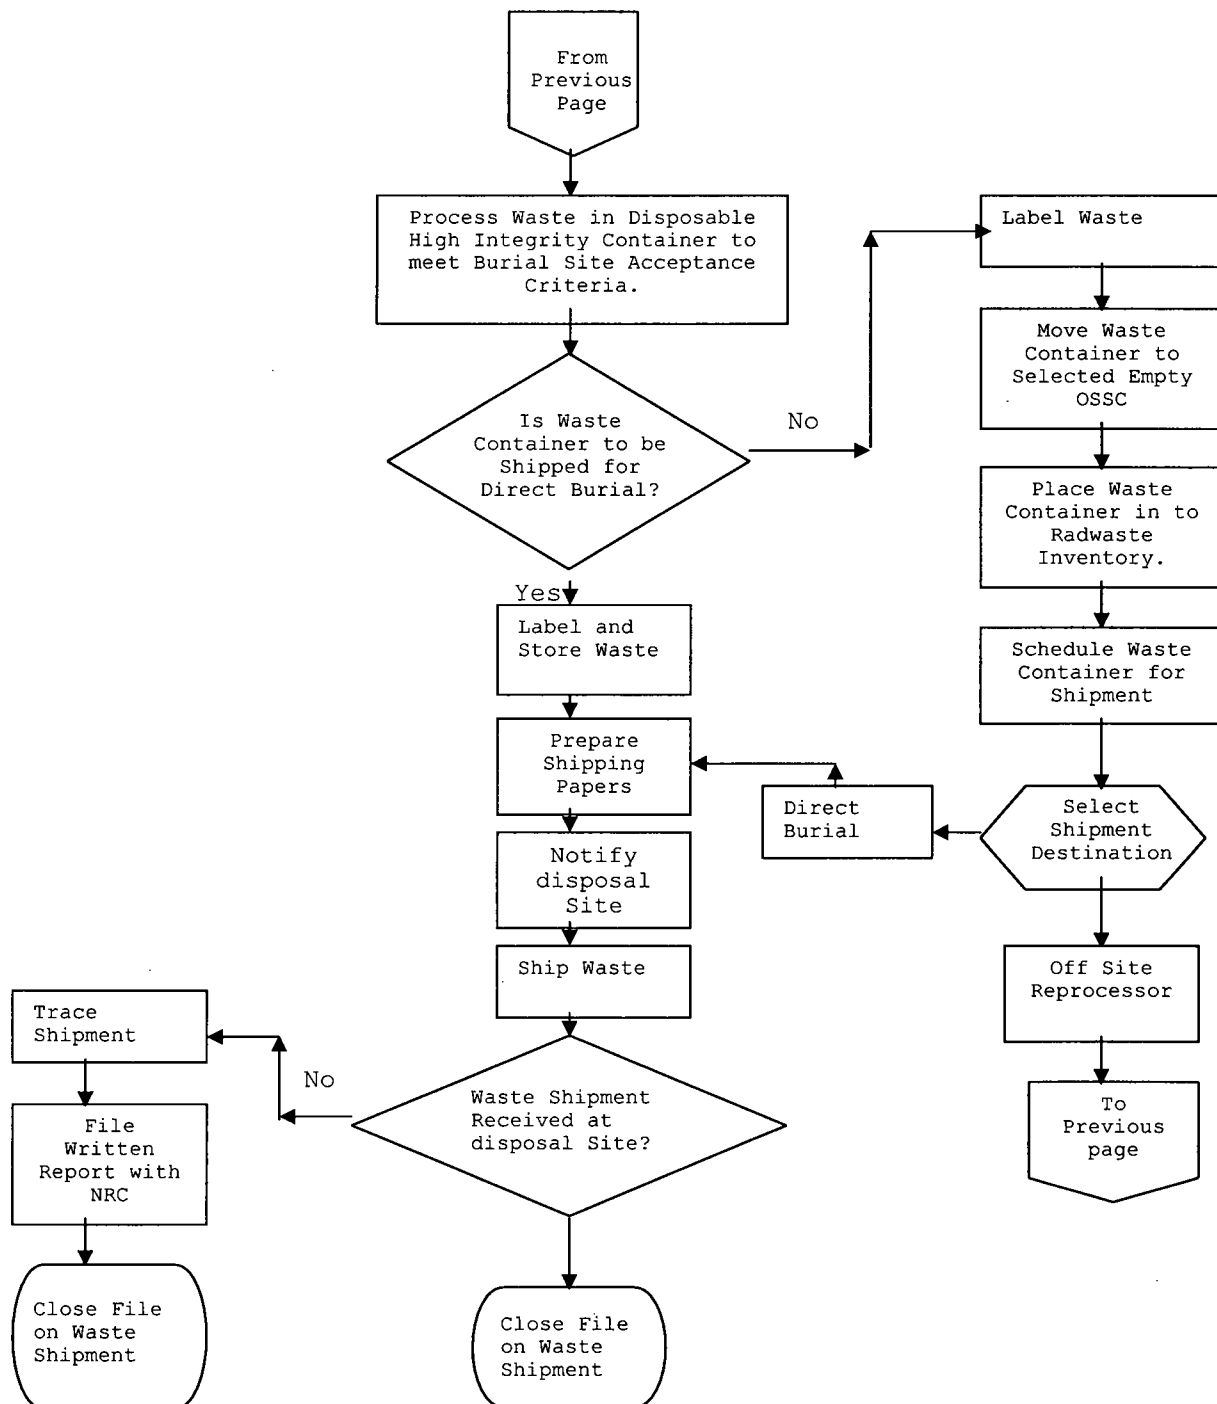 From
Previous
Page
Process Waste in Disposable
High Integrity Container to
meet Burial Site Acceptance
Criteria.
Is Waste
Container to be
Shipped for
Direct Burial?
No
Label Waste
Move Waste
Container to
Selected Empty
OSSC
Place Waste
Container in to
Radwaste
Inventory.
Schedule Waste
Container for
Shipment
Select
Shipment
Destination
Direct
Burial
Off Site
Reprocessor
To
Previous
page
Yes
Label and
Store Waste
Prepare
Shipping
Papers
Notify
disposal
Site
Ship Waste
Waste Shipment
Received at
disposal Site?
No
Trace
Shipment
File
Written
Report with
NRC
Close File
on Waste
Shipment
Close File
on Waste
Shipment